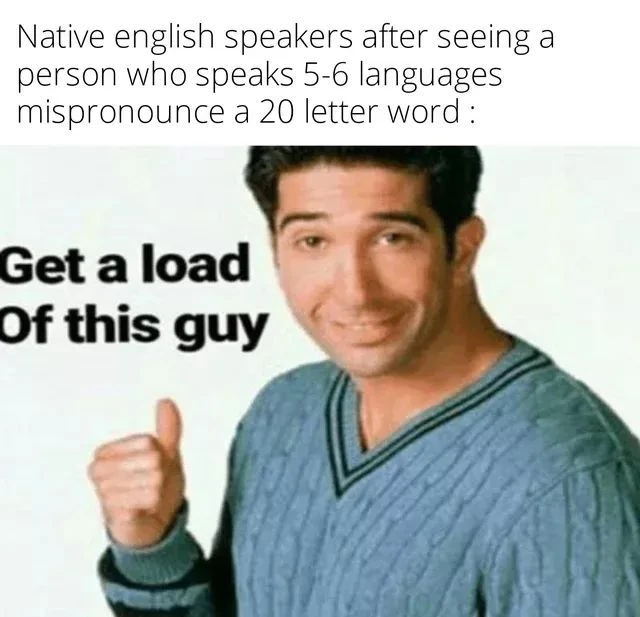 Native english speakers after seeing a
person who speaks 5-6 languages
mispronounce a 20 letter word :
Get a load
Of this guy